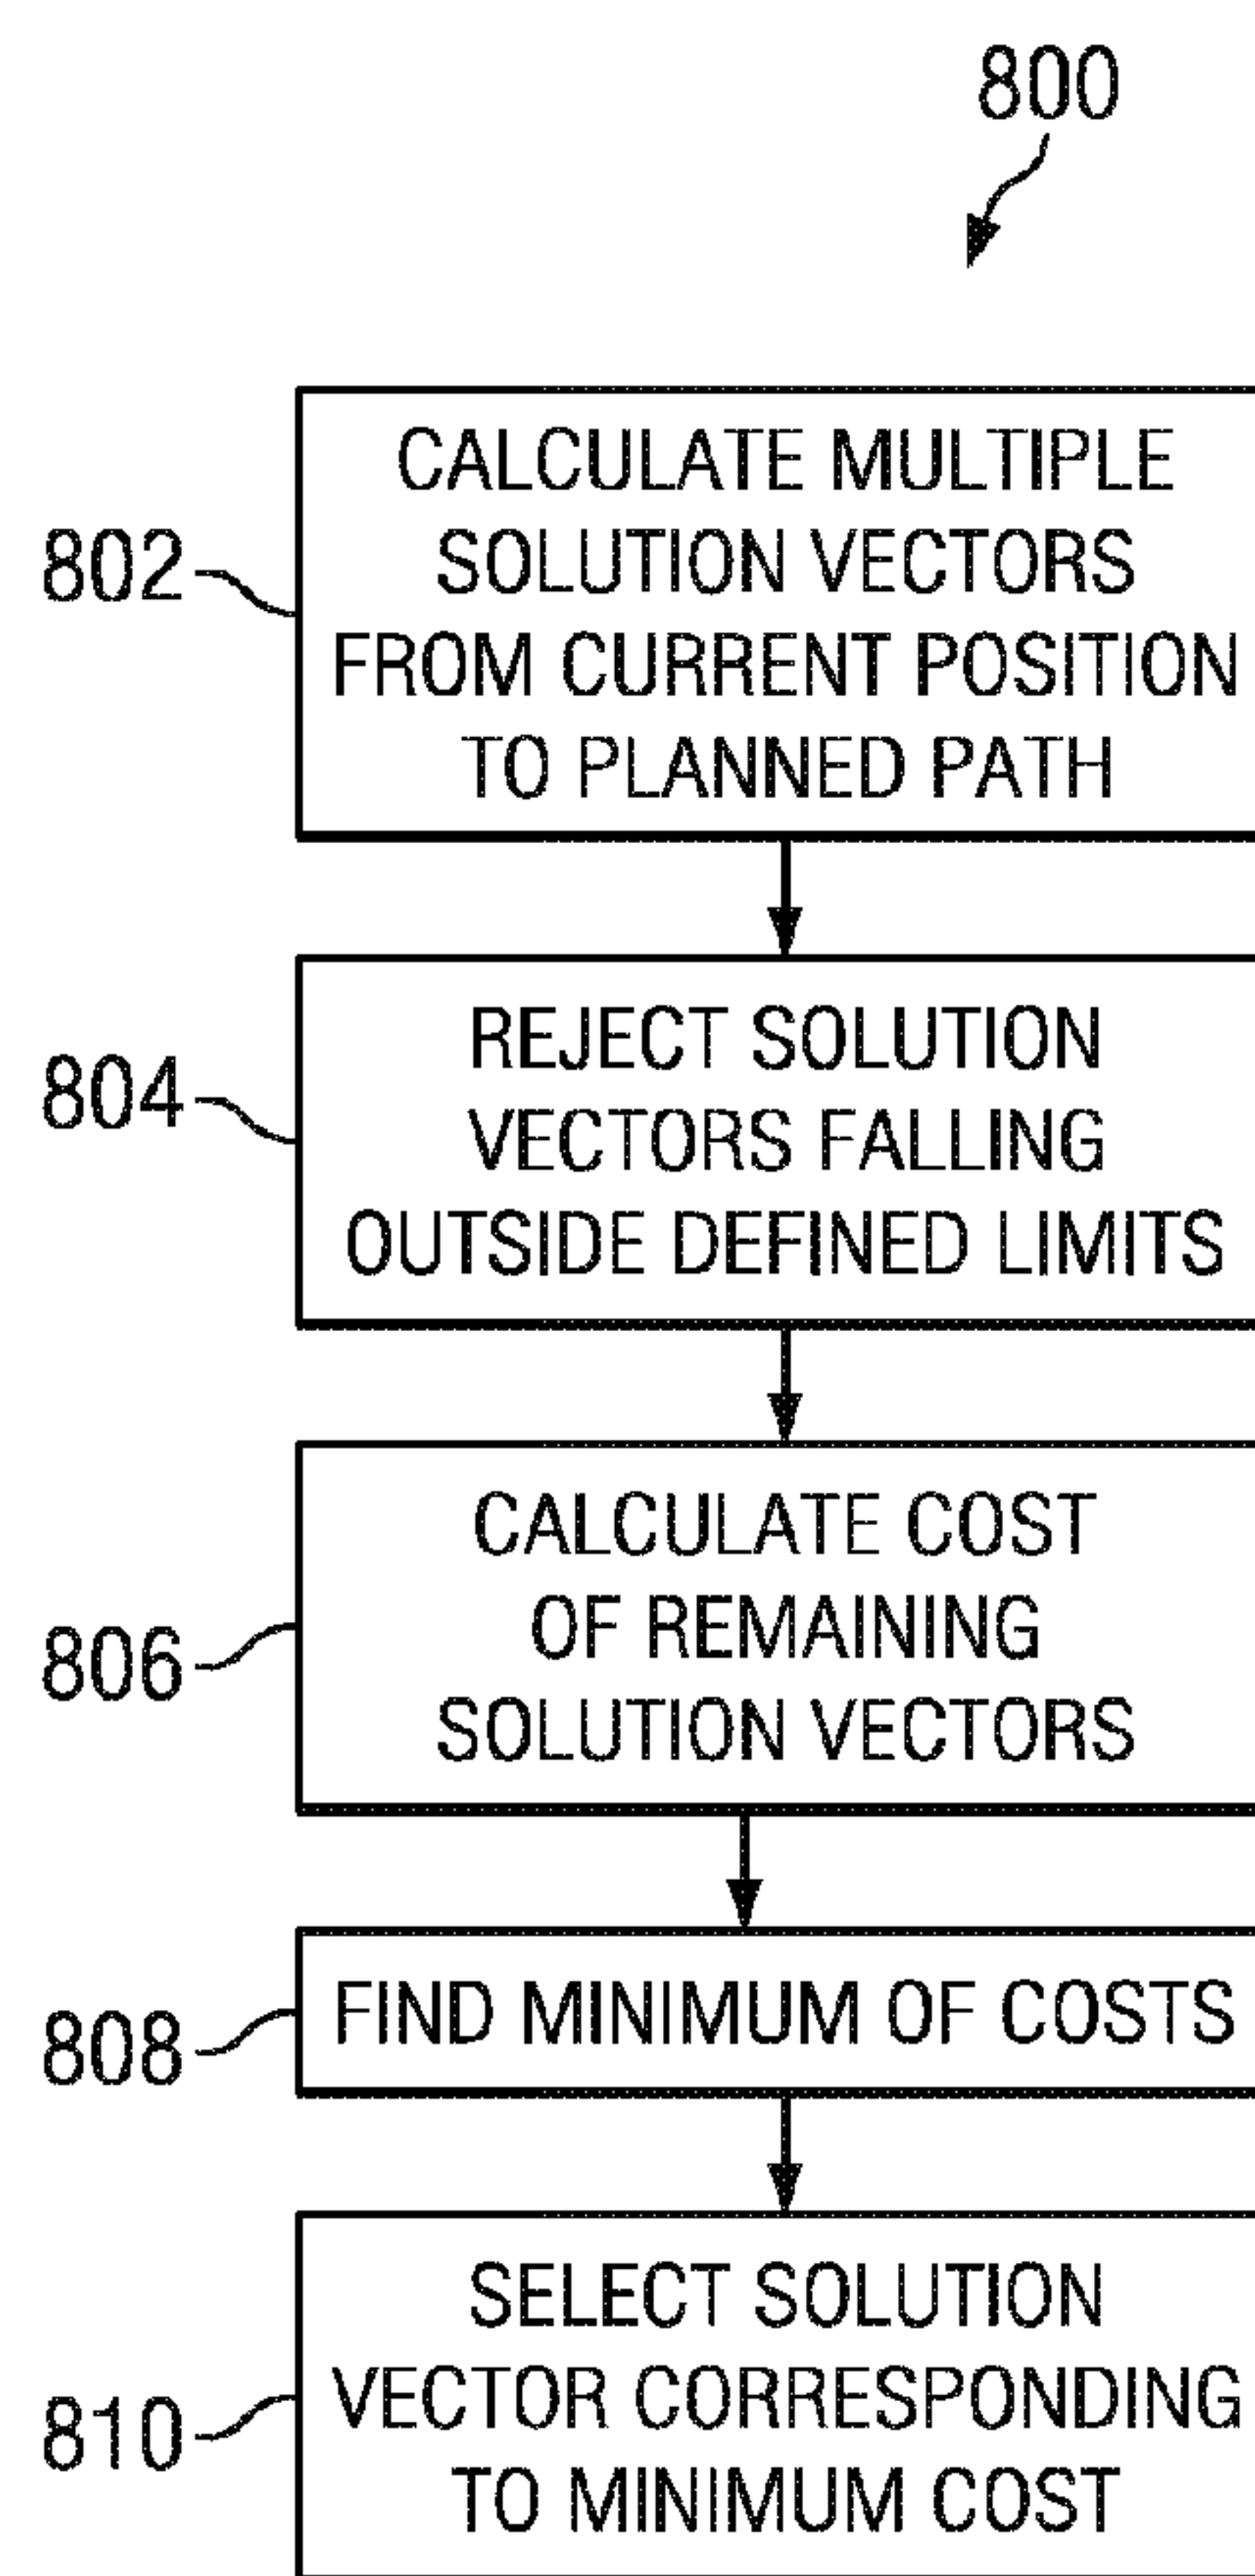 800
802
CALCULATE MULTIPLE
SOLUTION VECTORS
FROM CURRENT POSITION
TO PLANNED PATH
804
REJECT SOLUTION
VECTORS FALLING
OUTSIDE DEFINED LIMITS
806
CALCULATE COST
OF REMAINING
SOLUTION VECTORS
808
FIND MINIMUM OF COSTS
810
SELECT SOLUTION
VECTOR CORRESPONDING
TO MINIMUM COST